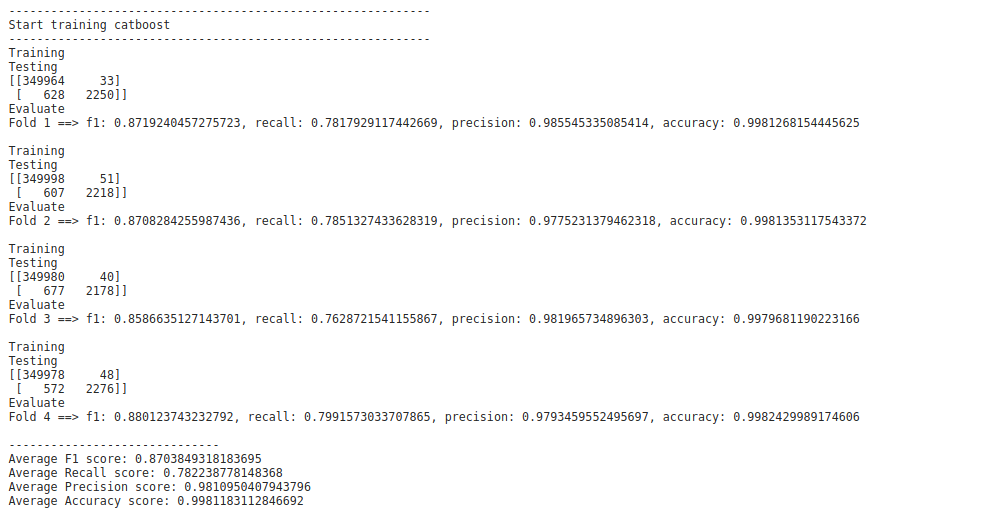 ------------------------------------------------------------
Start training catboost
------------------------------------------------------------
Training
Testing
[[349964     33]
 [   628   2250]]
Evaluate
Fold 1 ==> f1: 0.8719240457275723, recall: 0.7817929117442669, precision: 0.985545335085414, accuracy: 0.9981268154445625

Training
Testing
[[349998     51]
 [   607   2218]]
Evaluate
Fold 2 ==> f1: 0.8708284255987436, recall: 0.7851327433628319, precision: 0.9775231379462318, accuracy: 0.9981353117543372

Training
Testing
[[349980     40]
 [   677   2178]]
Evaluate
Fold 3 ==> f1: 0.8586635127143701, recall: 0.7628721541155867, precision: 0.981965734896303, accuracy: 0.9979681190223166

Training
Testing
[[349978     48]
 [   572   2276]]
Evaluate
Fold 4 ==> f1: 0.880123743232792, recall: 0.7991573033707865, precision: 0.9793459552495697, accuracy: 0.9982429989174606

------------------------------
Average F1 score: 0.8703849318183695
Average Recall score: 0.782238778148368
Average Precision score: 0.9810950407943796
Average Accuracy score: 0.9981183112846692